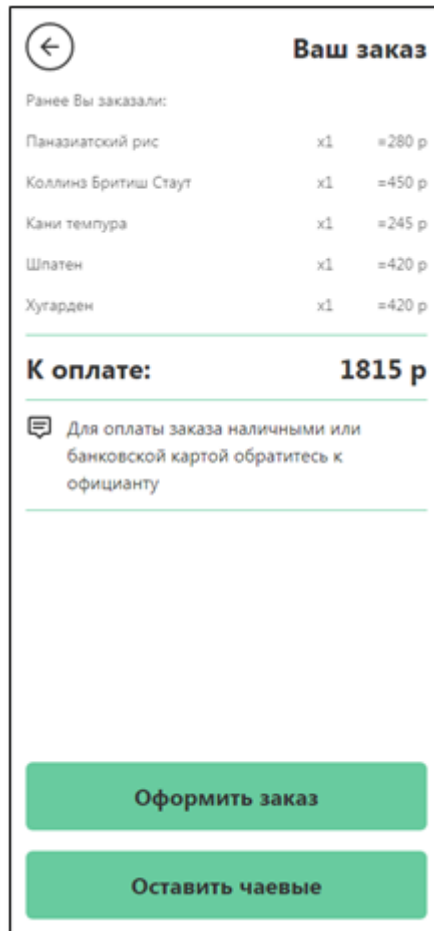 Ваш заказ
Ранее Вы заказали:
Паназиатский рис x1 =280 р
Коллинз Бритиш Стаут x1 =450 р
Кани темпура x1 =245 р
Шпатен x1 =420 р
Хугарден x1 =420 р
К оплате: 1815 р
Для оплаты заказа наличными или
банковской картой обратитесь к
официанту
Оформить заказ
Оставить чаевые